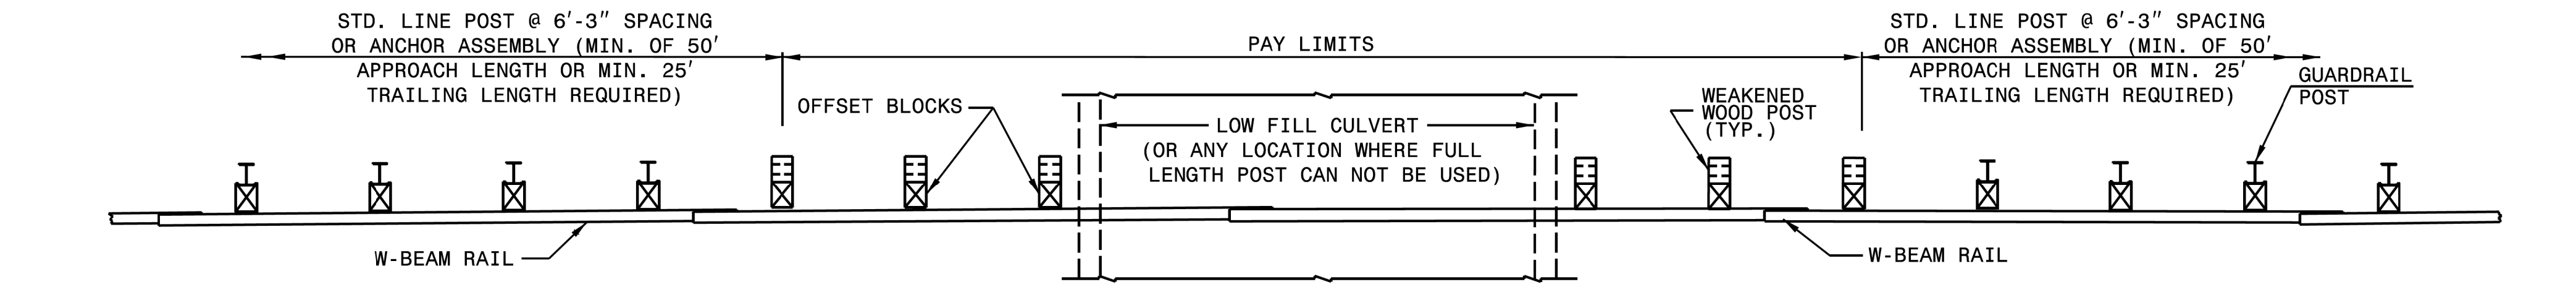 STD. LINE POST @ 6'-3" SPACING
OR ANCHOR ASSEMBLY (MIN. OF 50'
APPROACH LENGTH OR MIN. 25'
TRAILING LENGTH REQUIRED)
PAY LIMITS
STD. LINE POST @ 6'-3" SPACING
OR ANCHOR ASSEMBLY (MIN. OF 50'
APPROACH LENGTH OR MIN. 25'
TRAILING LENGTH REQUIRED)
GUARDRAIL
POST
OFFSET BLOCKS
WEAKENED
WOOD POST
(TYP.)
LOW FILL CULVERT
(OR ANY LOCATION WHERE FULL
LENGTH POST CAN NOT BE USED)
W-BEAM RAIL
W-BEAM RAIL